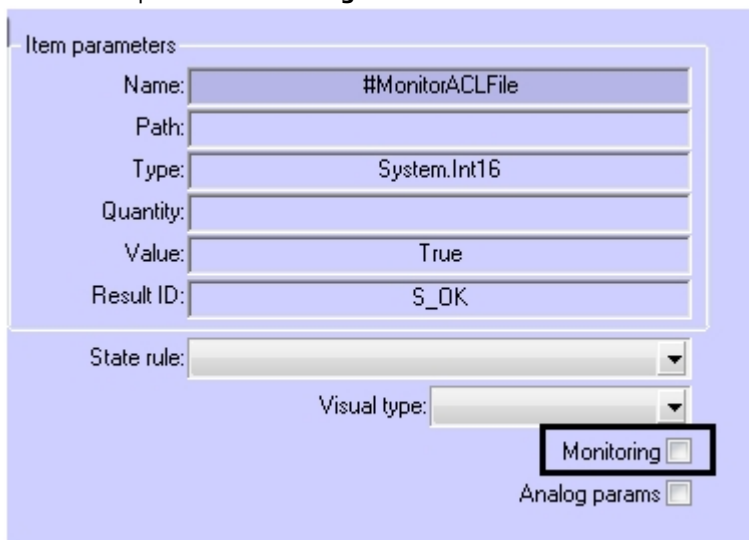 Item parameters
Name: #MonitorACLFile
Path:
Type: System.Int16
Quantity:
Value: True
Result ID: S_OK
State rule:
Visual type:
Monitoring
Analog params